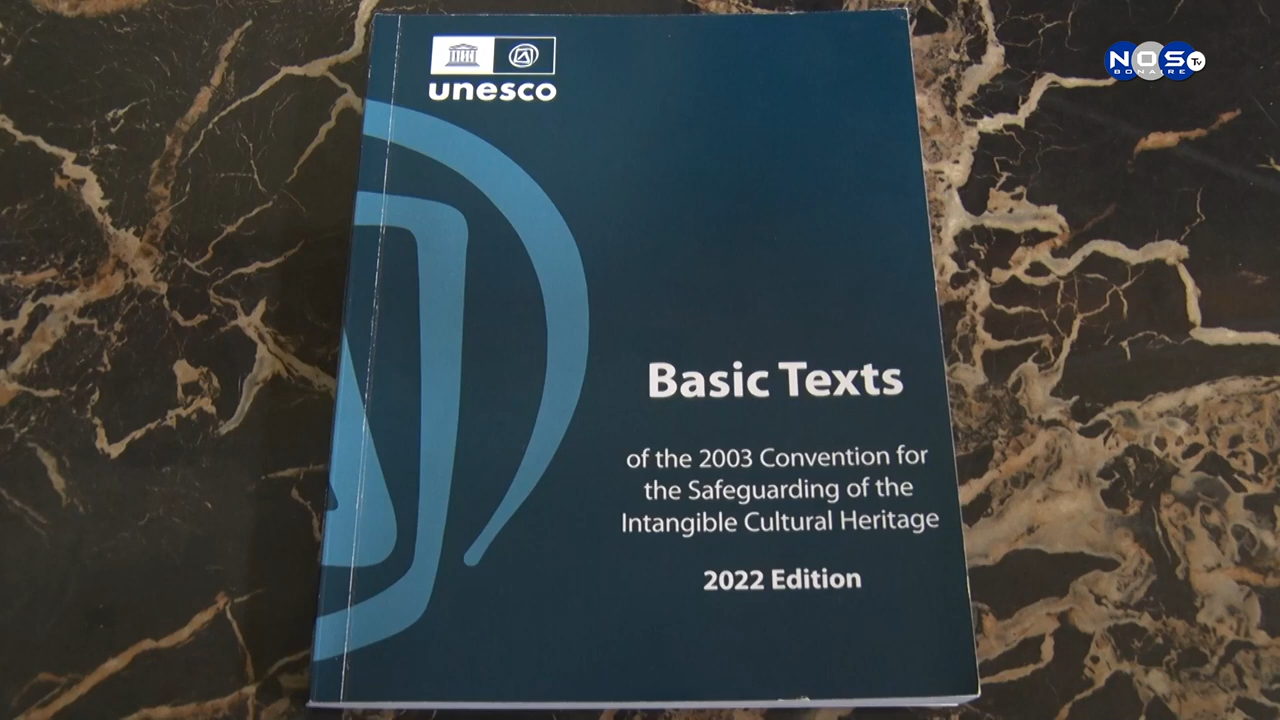 unesco
Basic Texts
of the 2003 Convention for
the Safeguarding of the
Intangible Cultural Heritage
2022 Edition
NOS TV
BONAIRE